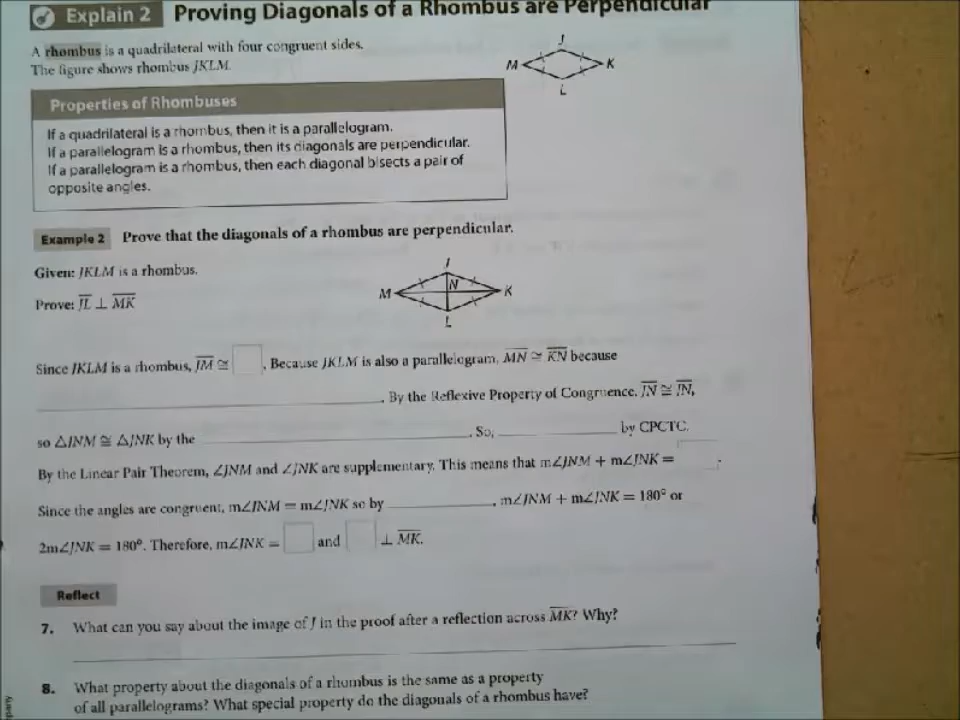 Explain 2 Proving Diagonals of a Rhombus are Perpendicular
A rhombus is a quadrilateral with four congruent sides.
The figure shows rhombus JKLM.
J
M
K
L
Properties of Rhombuses
If a quadrilateral is a rhombus, then it is a parallelogram.
If a parallelogram is a rhombus, then its diagonals are perpendicular.
If a parallelogram is a rhombus, then each diagonal bisects a pair of
opposite angles.
Example 2 Prove that the diagonals of a rhombus are perpendicular.
Given: JKLM is a rhombus.
Prove: JL ⊥ MK
J
N
M
K
L
Since JKLM is a rhombus, JM ≅ . Because JKLM is also a parallelogram, MN ≅ KN because
. By the Reflexive Property of Congruence, JN ≅ JN,
so △JNM ≅ △JNK by the . So, by CPCTC.
By the Linear Pair Theorem, ∠JNM and ∠JNK are supplementary. This means that m∠JNM + m∠JNK = .
Since the angles are congruent, m∠JNM = m∠JNK so by , m∠JNM + m∠JNK = 180° or
2m∠JNK = 180°. Therefore, m∠JNK = and ⊥ MK.
Reflect
7. What can you say about the image of J in the proof after a reflection across MK? Why?
8. What property about the diagonals of a rhombus is the same as a property
of all parallelograms? What special property do the diagonals of a rhombus have?
pany